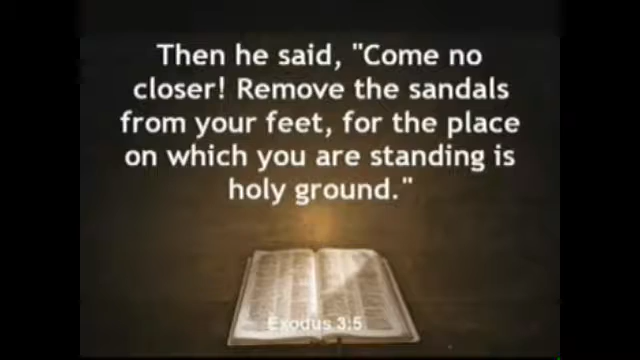 Then he said, "Come no
closer! Remove the sandals
from your feet, for the place
on which you are standing is
holy ground."
Exodus 3:5